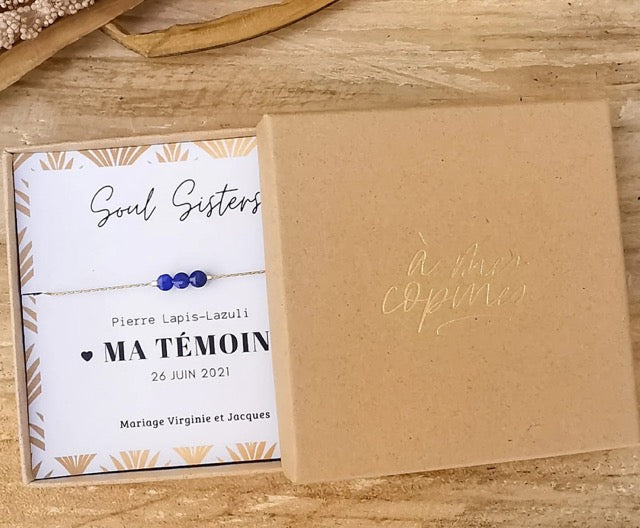 Soul Sisters
Pierre Lapis-Lazuli
♥ MA TÉMOIN
26 JUIN 2021
Mariage Virginie et Jacques
à mes
copines